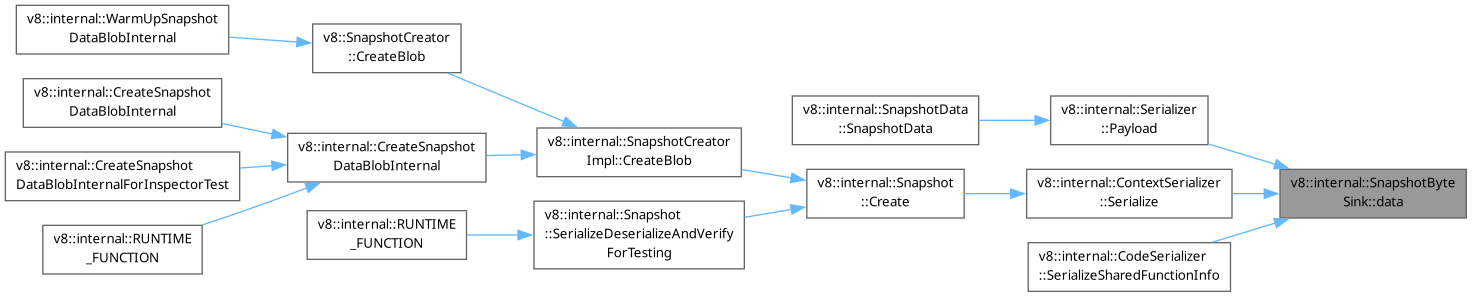 v8::internal::WarmUpSnapshot
DataBlobInternal
v8::SnapshotCreator
::CreateBlob
v8::internal::CreateSnapshot
DataBlobInternal
v8::internal::CreateSnapshot
DataBlobInternalForInspectorTest
v8::internal::RUNTIME
_FUNCTION
v8::internal::CreateSnapshot
DataBlobInternal
v8::internal::RUNTIME
_FUNCTION
v8::internal::SnapshotCreator
Impl::CreateBlob
v8::internal::Snapshot
::SerializeDeserializeAndVerify
ForTesting
v8::internal::SnapshotData
::SnapshotData
v8::internal::Snapshot
::Create
v8::internal::Serializer
::Payload
v8::internal::ContextSerializer
::Serialize
v8::internal::CodeSerializer
::SerializeSharedFunctionInfo
v8::internal::SnapshotByte
Sink::data